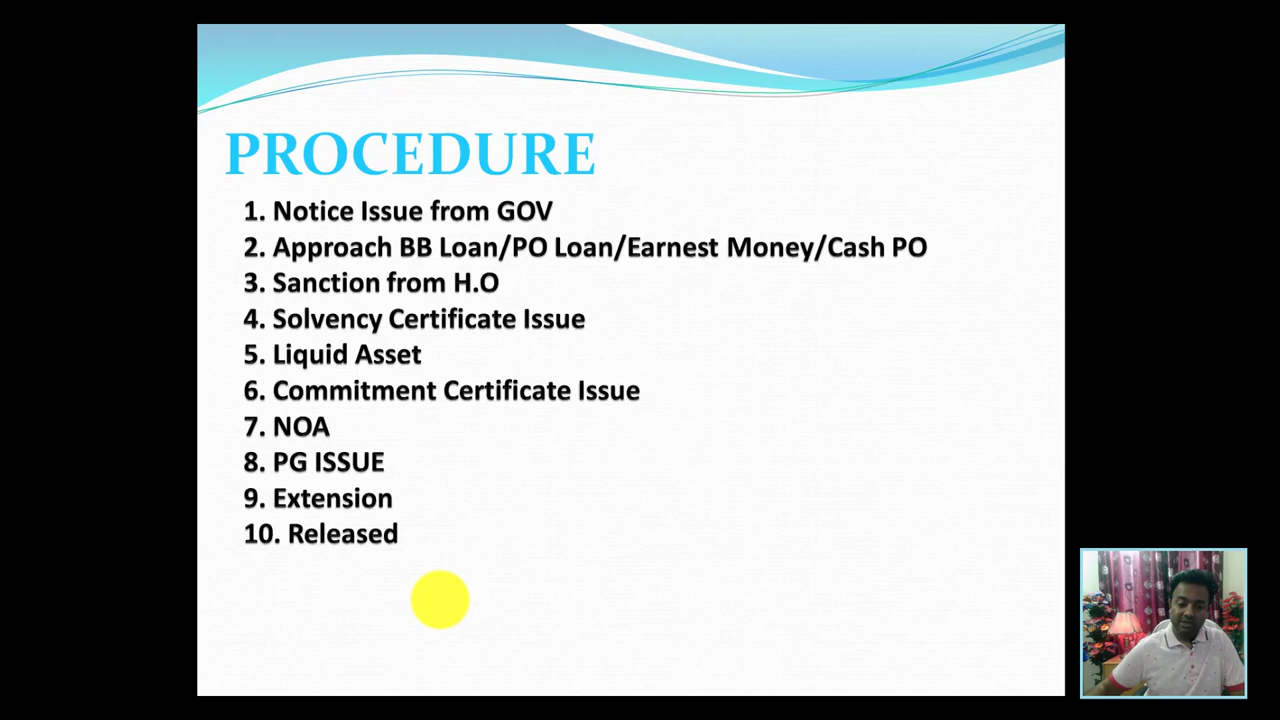 PROCEDURE
1. Notice Issue from GOV
2. Approach BB Loan/PO Loan/Earnest Money/Cash PO
3. Sanction from H.O
4. Solvency Certificate Issue
5. Liquid Asset
6. Commitment Certificate Issue
7. NOA
8. PG ISSUE
9. Extension
10. Released